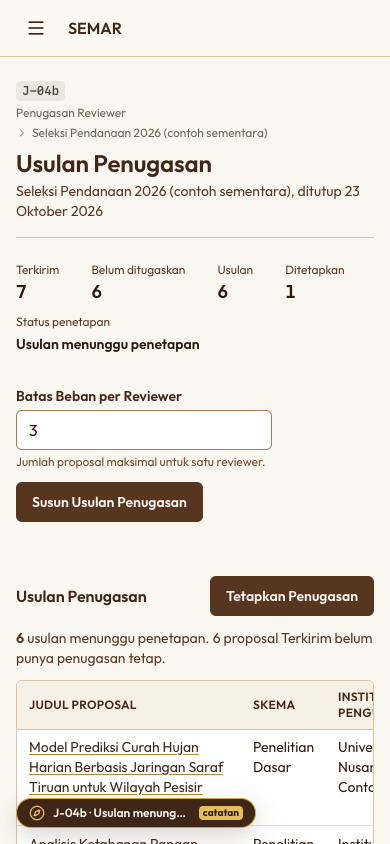 SEMAR
J-04b
Penugasan Reviewer
Seleksi Pendanaan 2026 (contoh sementara)
Usulan Penugasan
Seleksi Pendanaan 2026 (contoh sementara), ditutup 23
Oktober 2026
Terkirim Belum ditugaskan Usulan Ditetapkan
7 6 6 1
Status penetapan
Usulan menunggu penetapan
Batas Beban per Reviewer
3
Jumlah proposal maksimal untuk satu reviewer.
Susun Usulan Penugasan
Usulan Penugasan Tetapkan Penugasan
6 usulan menunggu penetapan. 6 proposal Terkirim belum
punya penugasan tetap.
JUDUL PROPOSAL SKEMA
Model Prediksi Curah Hujan Penelitian
Harian Berbasis Jaringan Saraf Dasar
Tiruan untuk Wilayah Pesisir
J-04b · Usulan menung... catatan